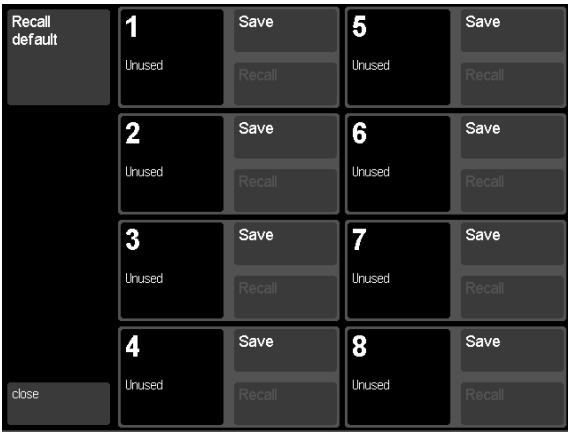 Recall
default
1
Unused
Save
Recall
5
Unused
Save
Recall
2
Unused
Save
Recall
6
Unused
Save
Recall
3
Unused
Save
Recall
7
Unused
Save
Recall
4
Unused
Save
Recall
8
Unused
Save
Recall
close